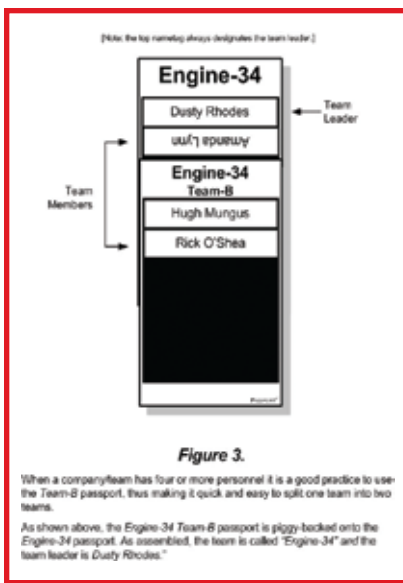 [Note: the top nametag always designates the team leader.]
Engine-34
Dusty Rhodes
Team
Leader
Amanda Lynn
Engine-34
Team-B
Team
Members
Hugh Mungus
Rick O'Shea
Figure 3.
When a company/team has four or more personnel it is a good practice to use
the Team-B passport, thus making it quick and easy to split one team into two
teams.
As shown above, the Engine-34 Team-B passport is piggy-backed onto the
Engine-34 passport. As assembled, the team is called "Engine-34" and the
team leader is Dusty Rhodes."